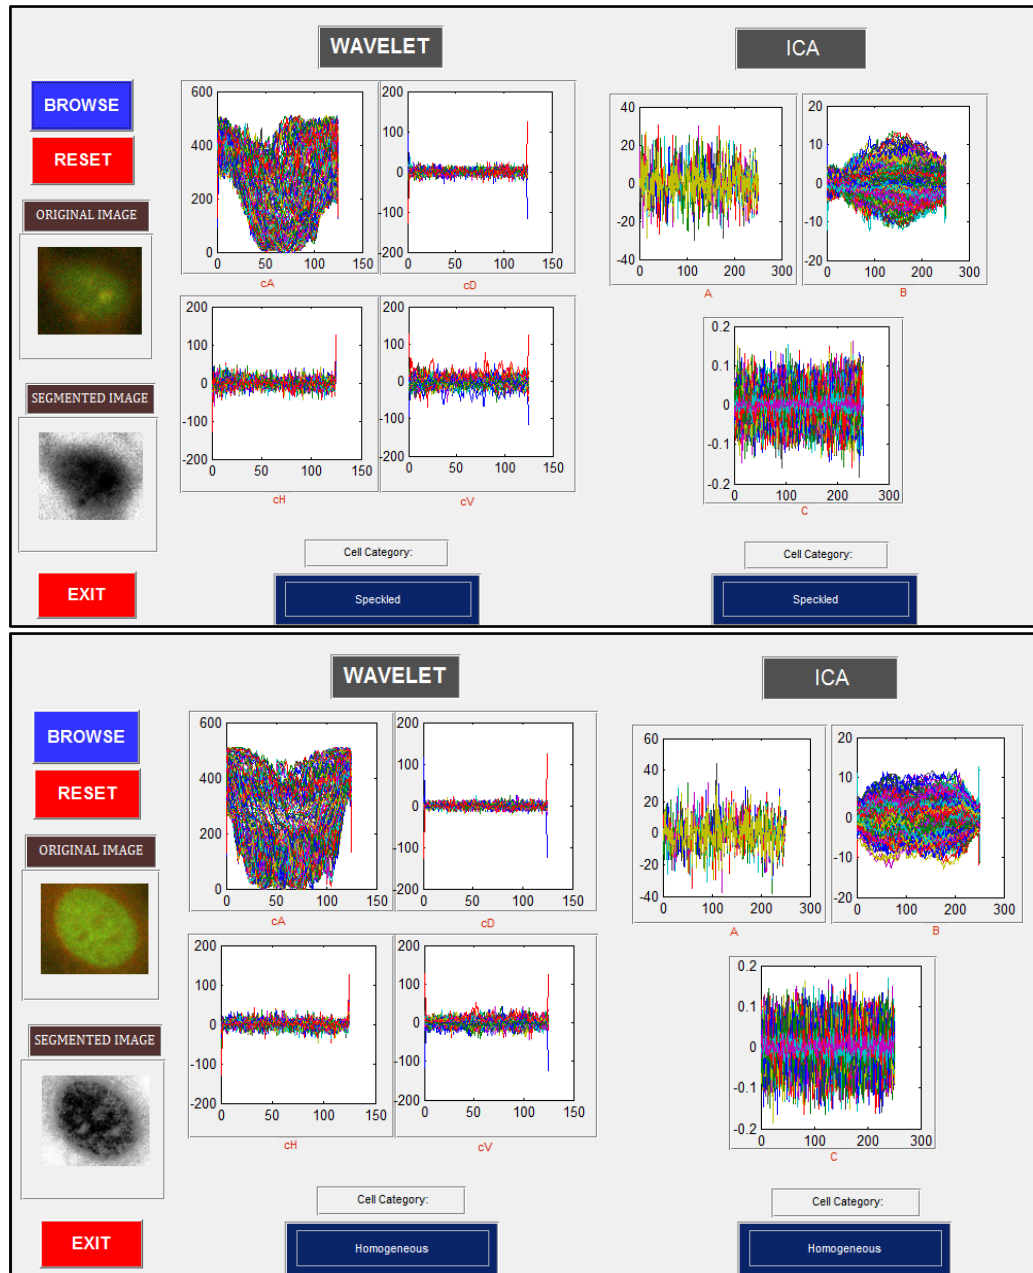 WAVELET
ICA
BROWSE
RESET
ORIGINAL IMAGE
SEGMENTED IMAGE
EXIT
600
400
200
0
0 50 100 150
cA
200
100
0
-100
-200
0 50 100 150
cD
200
100
0
-100
-200
0 50 100 150
cH
200
100
0
-100
-200
0 50 100 150
cV
40
20
0
-20
-40
0 100 200 300
A
20
10
0
-10
-20
0 100 200 300
B
0.2
0.1
0
-0.1
-0.2
0 100 200 300
C
Cell Category:
Speckled
Cell Category:
Speckled
WAVELET
ICA
BROWSE
RESET
ORIGINAL IMAGE
SEGMENTED IMAGE
EXIT
600
400
200
0
0 50 100 150
cA
200
100
0
-100
-200
0 50 100 150
cD
200
100
0
-100
-200
0 50 100 150
cH
200
100
0
-100
-200
0 50 100 150
cV
60
40
20
0
-20
-40
0 100 200 300
A
20
10
0
-10
-20
0 100 200 300
B
0.2
0.1
0
-0.1
-0.2
0 100 200 300
C
Cell Category:
Homogeneous
Cell Category:
Homogeneous